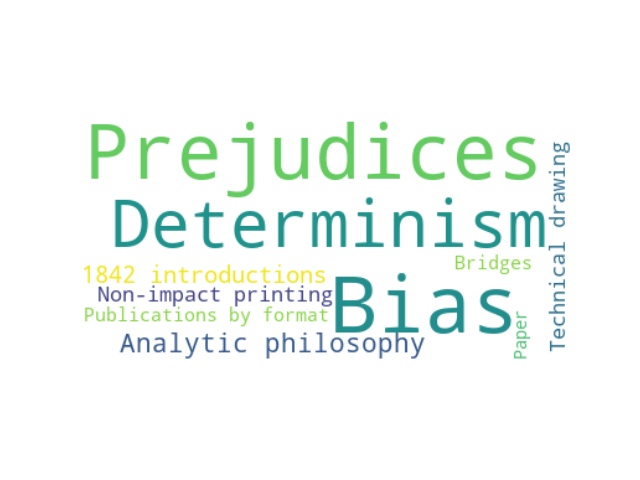 Prejudices
Determinism
Bridges
1842 introductions
Non-impact printing
Bias
Publications by format
Analytic philosophy
Paper
Technical drawing